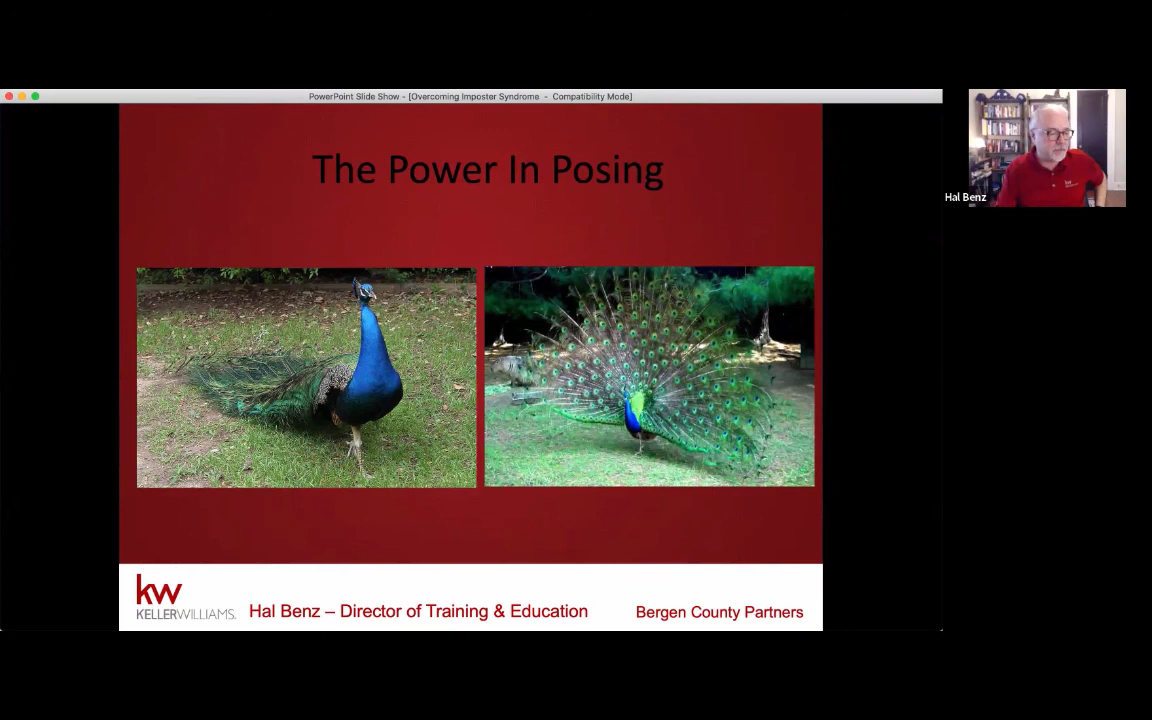 PowerPoint Slide Show - [Overcoming Imposter Syndrome - Compatibility Mode]
The Power In Posing
Hal Benz
kw
KELLERWILLIAMS.
Hal Benz – Director of Training & Education
Bergen County Partners